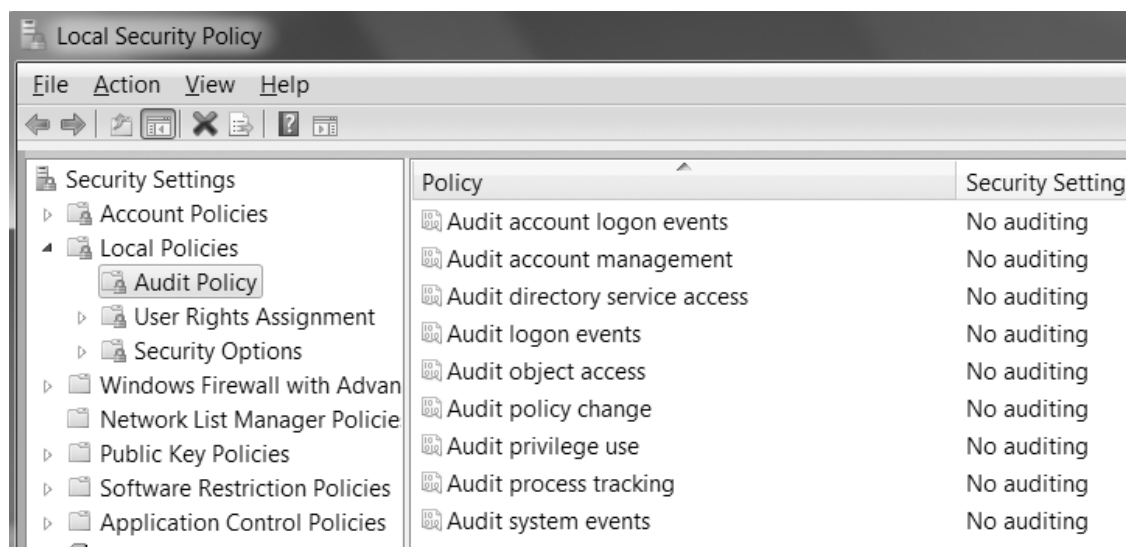 Local Security Policy
File Action View Help
Security Settings
Account Policies
Local Policies
Audit Policy
User Rights Assignment
Security Options
Windows Firewall with Advan
Network List Manager Policie
Public Key Policies
Software Restriction Policies
Application Control Policies
Policy Security Setting
Audit account logon events No auditing
Audit account management No auditing
Audit directory service access No auditing
Audit logon events No auditing
Audit object access No auditing
Audit policy change No auditing
Audit privilege use No auditing
Audit process tracking No auditing
Audit system events No auditing